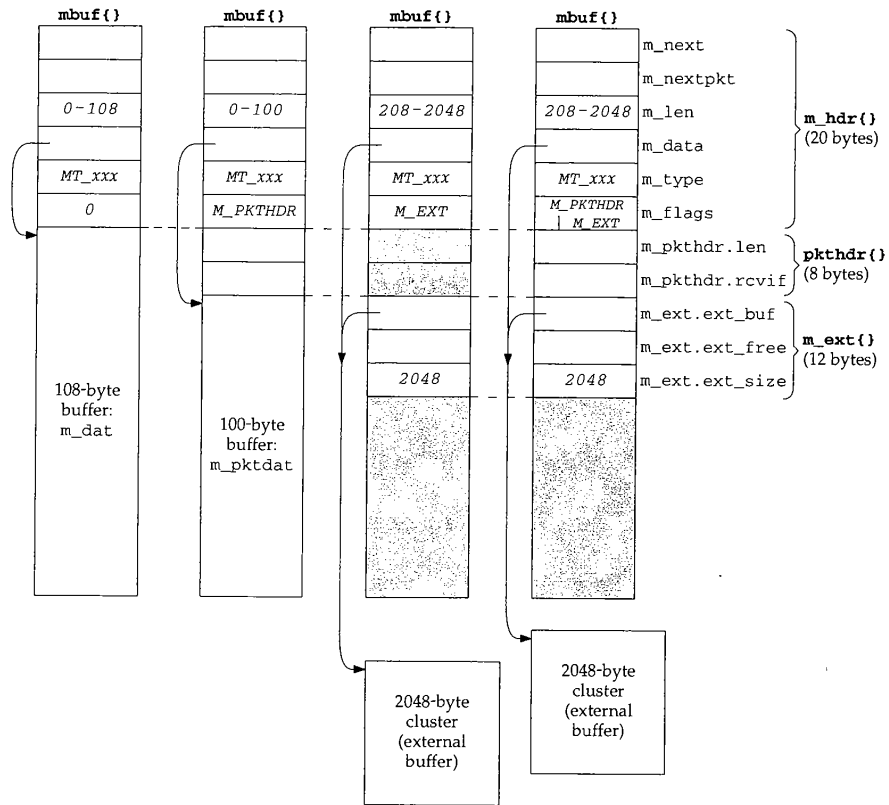 mbuf{} mbuf{} mbuf{} mbuf{}
m_next
m_nextpkt
0-108 0-100 208-2048 208-2048 m_len
m_hdr{}
(20 bytes)
m_data
MT_xxx MT_xxx MT_xxx MT_xxx m_type
0 M_PKTHDR M_EXT M_PKTHDR | M_EXT m_flags
m_pkthdr.len
pkthdr{}
(8 bytes)
m_pkthdr.rcvif
m_ext.ext_buf
m_ext.ext_free
m_ext{}
(12 bytes)
2048 2048 m_ext.ext_size
108-byte
buffer:
m_dat
100-byte
buffer:
m_pktdat
2048-byte
cluster
(external
buffer)
2048-byte
cluster
(external
buffer)